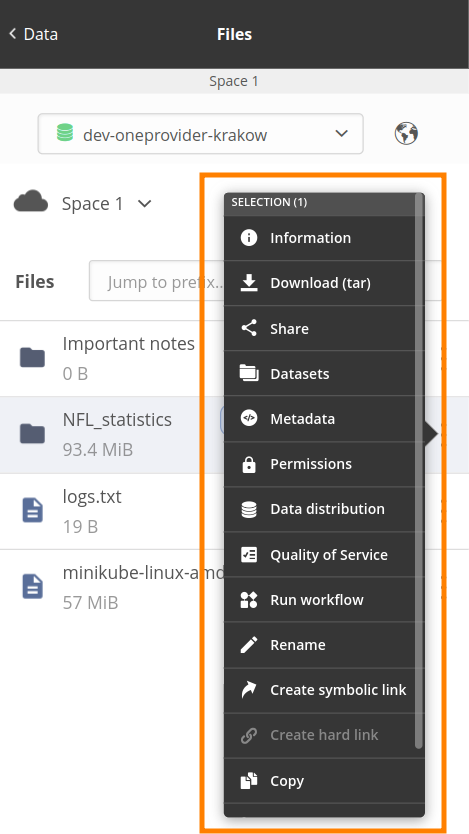 Data
Files
Space 1
dev-oneprovider-krakow
Space 1
Files
Jump to prefix...
Important notes
0 B
NFL_statistics
93.4 MiB
logs.txt
19 B
minikube-linux-amd
57 MiB
SELECTION (1)
Information
Download (tar)
Share
Datasets
Metadata
Permissions
Data distribution
Quality of Service
Run workflow
Rename
Create symbolic link
Create hard link
Copy